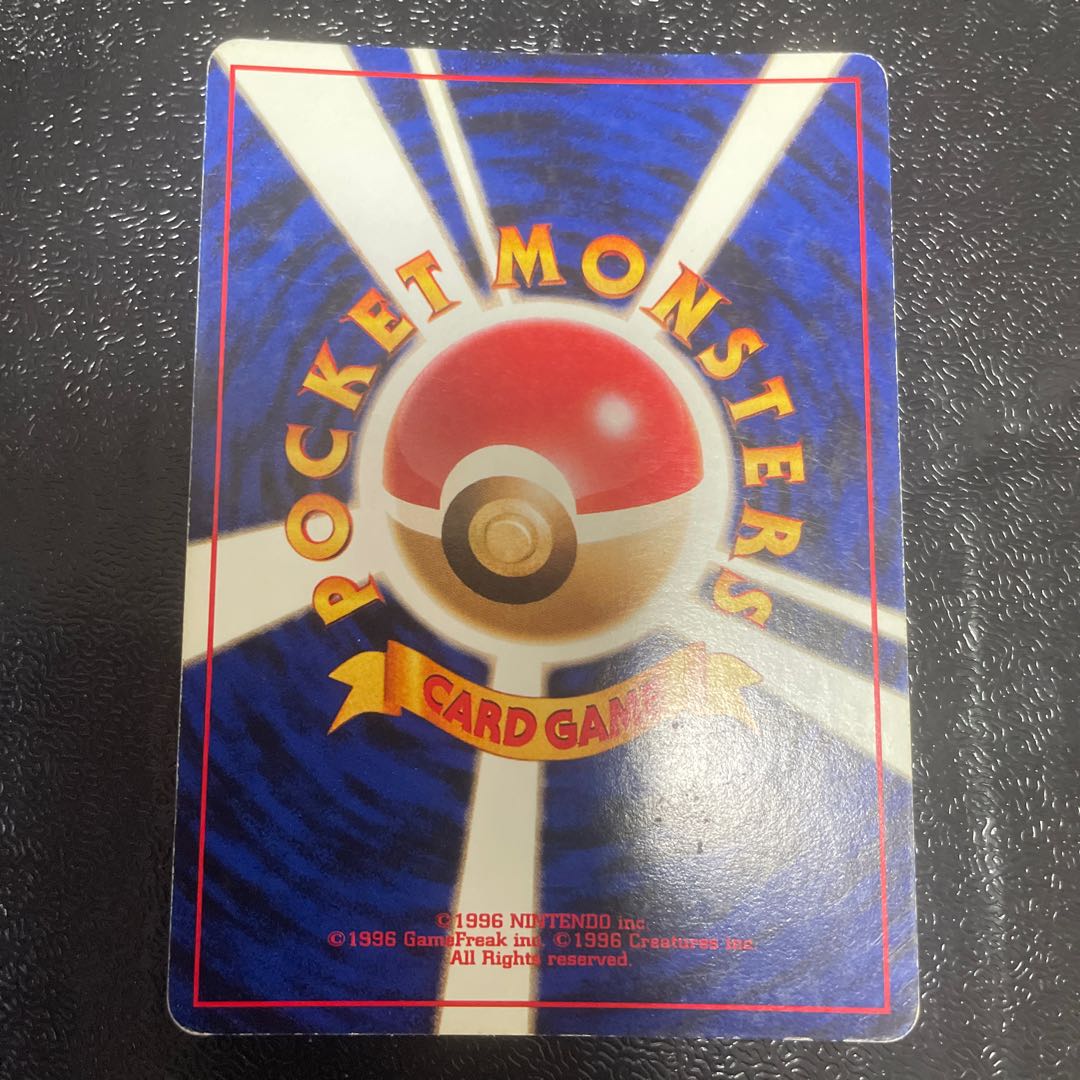 POCKET MONSTERS
CARD GAME
©1996 NINTENDO inc.
©1996 GameFreak inc. ©1996 Creatures inc.
All Rights reserved.